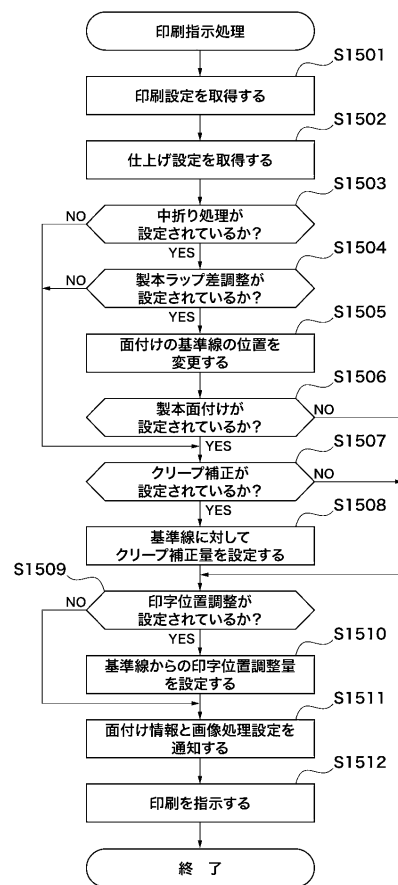 印刷指示処理
S1501
印刷設定を取得する
S1502
仕上げ設定を取得する
S1503
中折り処理が
設定されているか?
NO
YES
S1504
製本ラップ差調整が
設定されているか?
NO
YES
S1505
面付けの基準線の位置を
変更する
S1506
製本面付けが
設定されているか?
NO
YES
S1507
クリープ補正が
設定されているか?
NO
YES
S1508
基準線に対して
クリープ補正量を設定する
S1509
印字位置調整が
設定されているか?
NO
YES
S1510
基準線からの印字位置調整量
を設定する
S1511
面付け情報と画像処理設定を
通知する
S1512
印刷を指示する
終 了